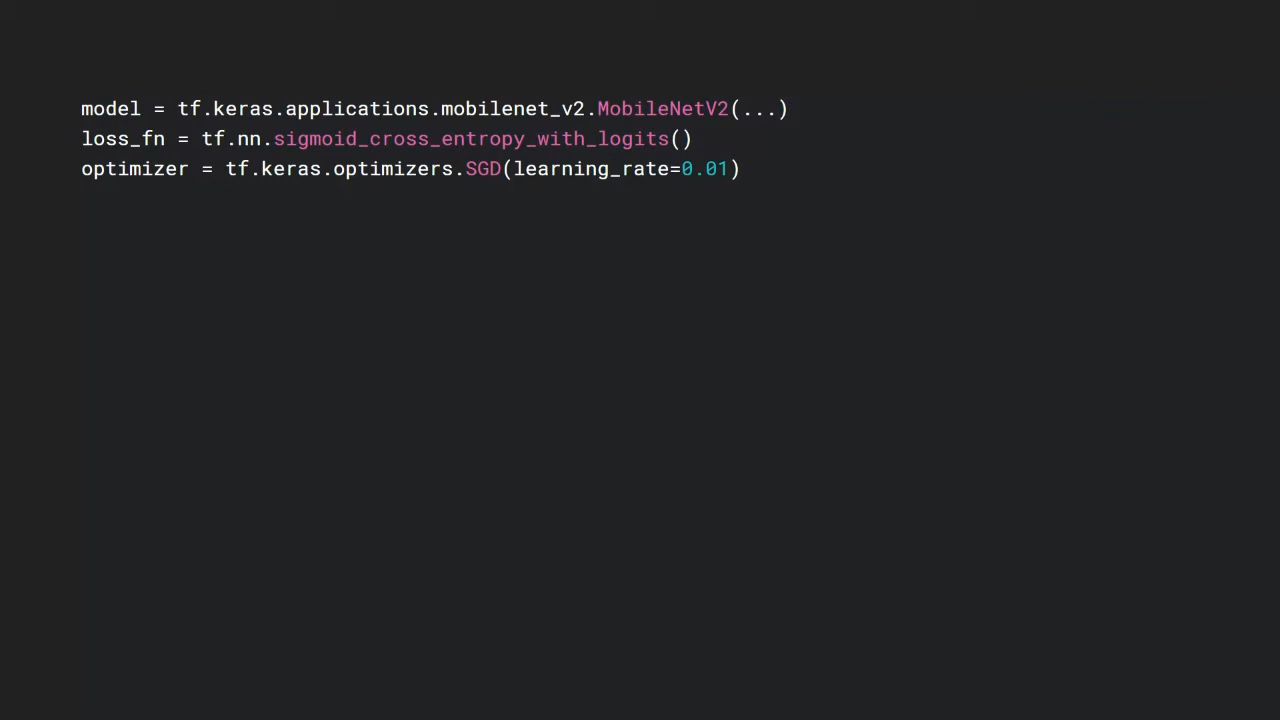 model = tf.keras.applications.mobilenet_v2.MobileNetV2(...)
loss_fn = tf.nn.sigmoid_cross_entropy_with_logits()
optimizer = tf.keras.optimizers.SGD(learning_rate=0.01)